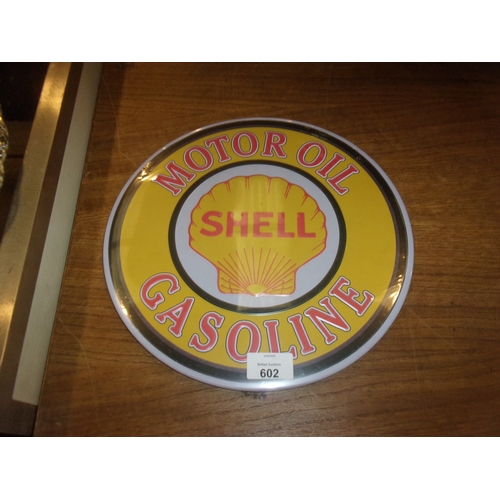 MOTOR OIL
SHELL
GASOLINE
602